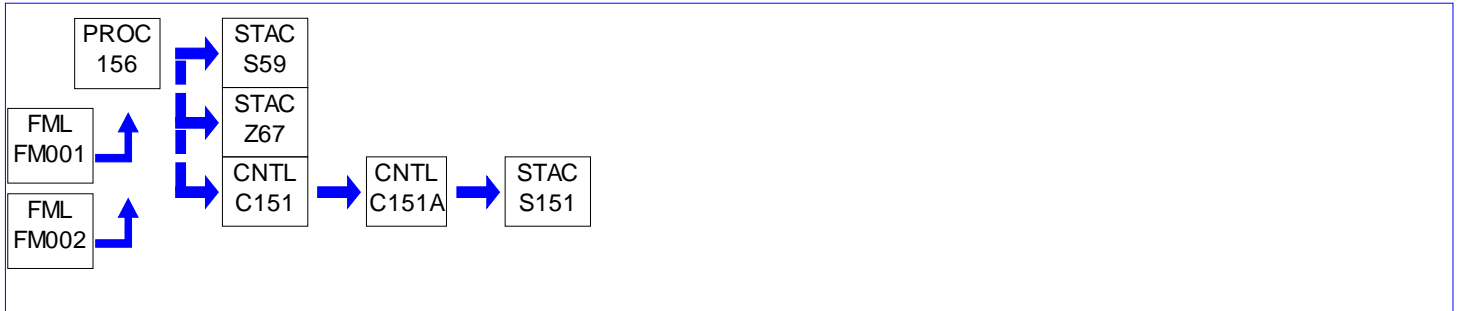 PROC
156
STAC
S59
STAC
Z67
FML
FM001
CNTL
C151
CNTL
C151A
STAC
S151
FML
FM002